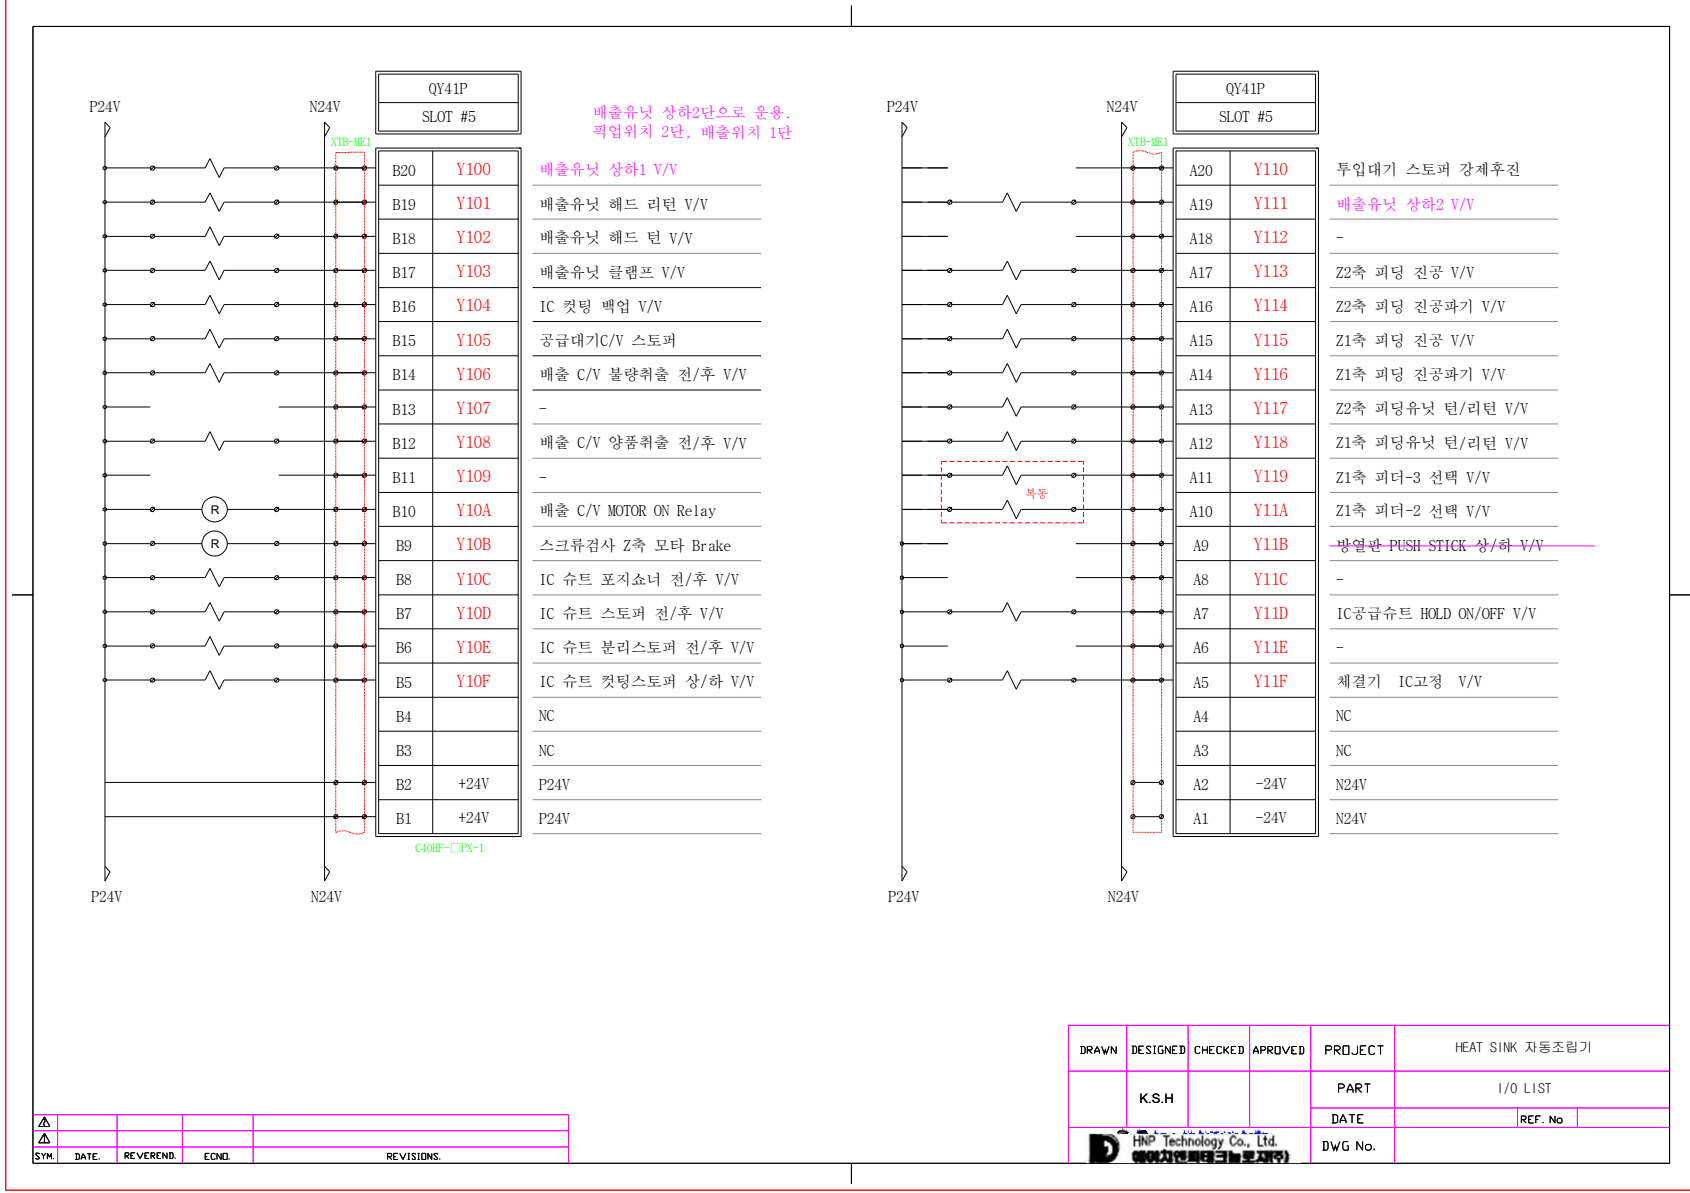 QY41P
SLOT #5
P24V
N24V
XTB-ME1
배출유닛 상하2단으로 운용.
픽업위치 2단, 배출위치 1단
B20 Y100 배출유닛 상하1 V/V
B19 Y101 배출유닛 해드 리턴 V/V
B18 Y102 배출유닛 해드 턴 V/V
B17 Y103 배출유닛 클램프 V/V
B16 Y104 IC 컷팅 백업 V/V
B15 Y105 공급대기C/V 스토퍼
B14 Y106 배출 C/V 불량취출 전/후 V/V
B13 Y107 -
B12 Y108 배출 C/V 양품취출 전/후 V/V
B11 Y109 -
R B10 Y10A 배출 C/V MOTOR ON Relay
R B9 Y10B 스크류검사 Z축 모타 Brake
B8 Y10C IC 슈트 포지쇼너 전/후 V/V
B7 Y10D IC 슈트 스토퍼 전/후 V/V
B6 Y10E IC 슈트 분리스토퍼 전/후 V/V
B5 Y10F IC 슈트 컷팅스토퍼 상/하 V/V
B4 NC
B3 NC
B2 +24V P24V
B1 +24V P24V
C40HF-□PX-1
P24V
N24V
QY41P
SLOT #5
P24V
N24V
XTB-ME1
A20 Y110 투입대기 스토퍼 강제후진
A19 Y111 배출유닛 상하2 V/V
A18 Y112 -
A17 Y113 Z2축 피딩 진공 V/V
A16 Y114 Z2축 피딩 진공파기 V/V
A15 Y115 Z1축 피딩 진공 V/V
A14 Y116 Z1축 피딩 진공파기 V/V
A13 Y117 Z2축 피딩유닛 턴/리턴 V/V
A12 Y118 Z1축 피딩유닛 턴/리턴 V/V
A11 Y119 Z1축 피더-3 선택 V/V
복동
A10 Y11A Z1축 피더-2 선택 V/V
A9 Y11B 방열판 PUSH STICK 상/하 V/V
A8 Y11C -
A7 Y11D IC공급슈트 HOLD ON/OFF V/V
A6 Y11E -
A5 Y11F 체결기 IC고정 V/V
A4 NC
A3 NC
A2 -24V N24V
A1 -24V N24V
P24V
N24V
DRAWN DESIGNED CHECKED APROVED PROJECT HEAT SINK 자동조립기
K.S.H PART I/O LIST
DATE REF. No
HNP Technology Co., Ltd. DWG No.
에이치엔피테크놀로지(주)
SYM. DATE. REVEREND. ECNO. REVISIONS.